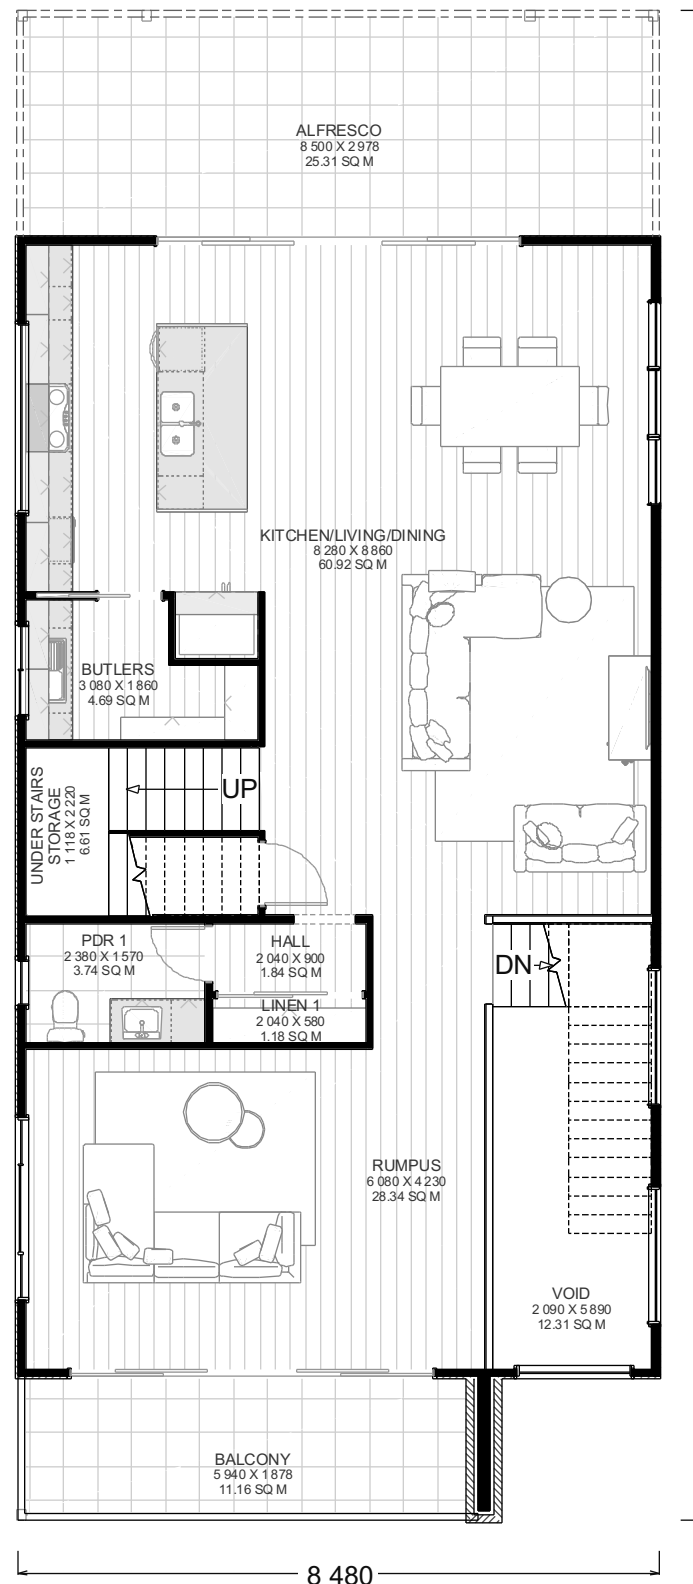 ALFRESCO
8 500 X 2 978
25.31 SQ M
KITCHEN/LIVING/DINING
8 280 X 8 860
60.92 SQ M
BUTLERS
3 080 X 1 860
4.69 SQ M
UNDER STAIRS
STORAGE
1 118 X 2 220
6.61 SQ M
UP
PDR 1
2 380 X 1 570
3.74 SQ M
HALL
2 040 X 900
1.84 SQ M
LINEN 1
2 040 X 580
1.18 SQ M
DN
RUMPUS
6 080 X 4 230
28.34 SQ M
VOID
2 090 X 5 890
12.31 SQ M
BALCONY
5 940 X 1 878
11.16 SQ M
8 480